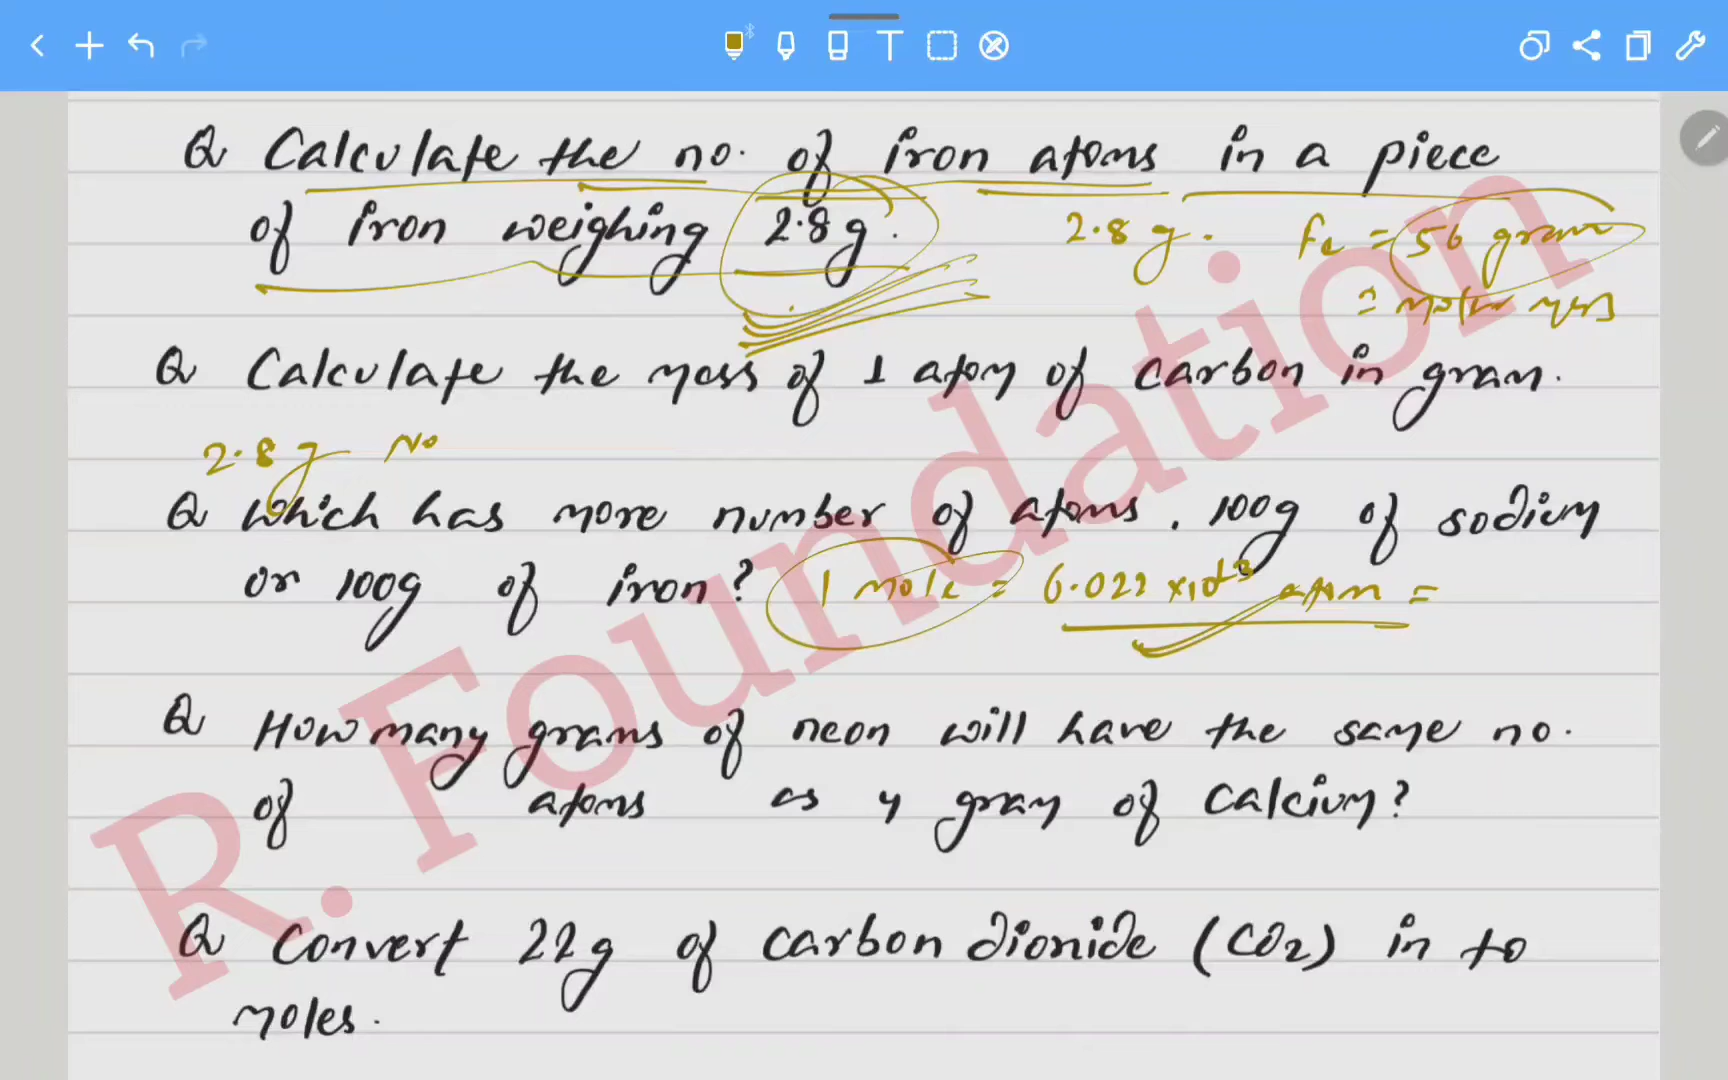 Q Calculate the no. of iron atoms in a piece
of iron weighing 2.8g.
2.8 g. Fe = 56 gram
= molar mass
Q Calculate the mass of 1 atom of carbon in gram.
2.8 g No
Q Which has more number of atoms. 100g of sodium
or 100g of iron?
1 mole = 6.022 x10²³ atom =
Q How many grams of neon will have the same no.
of atoms as 4 gram of calcium?
Q Convert 22g of carbon dioxide (CO2) in to
moles.
R. Foundation